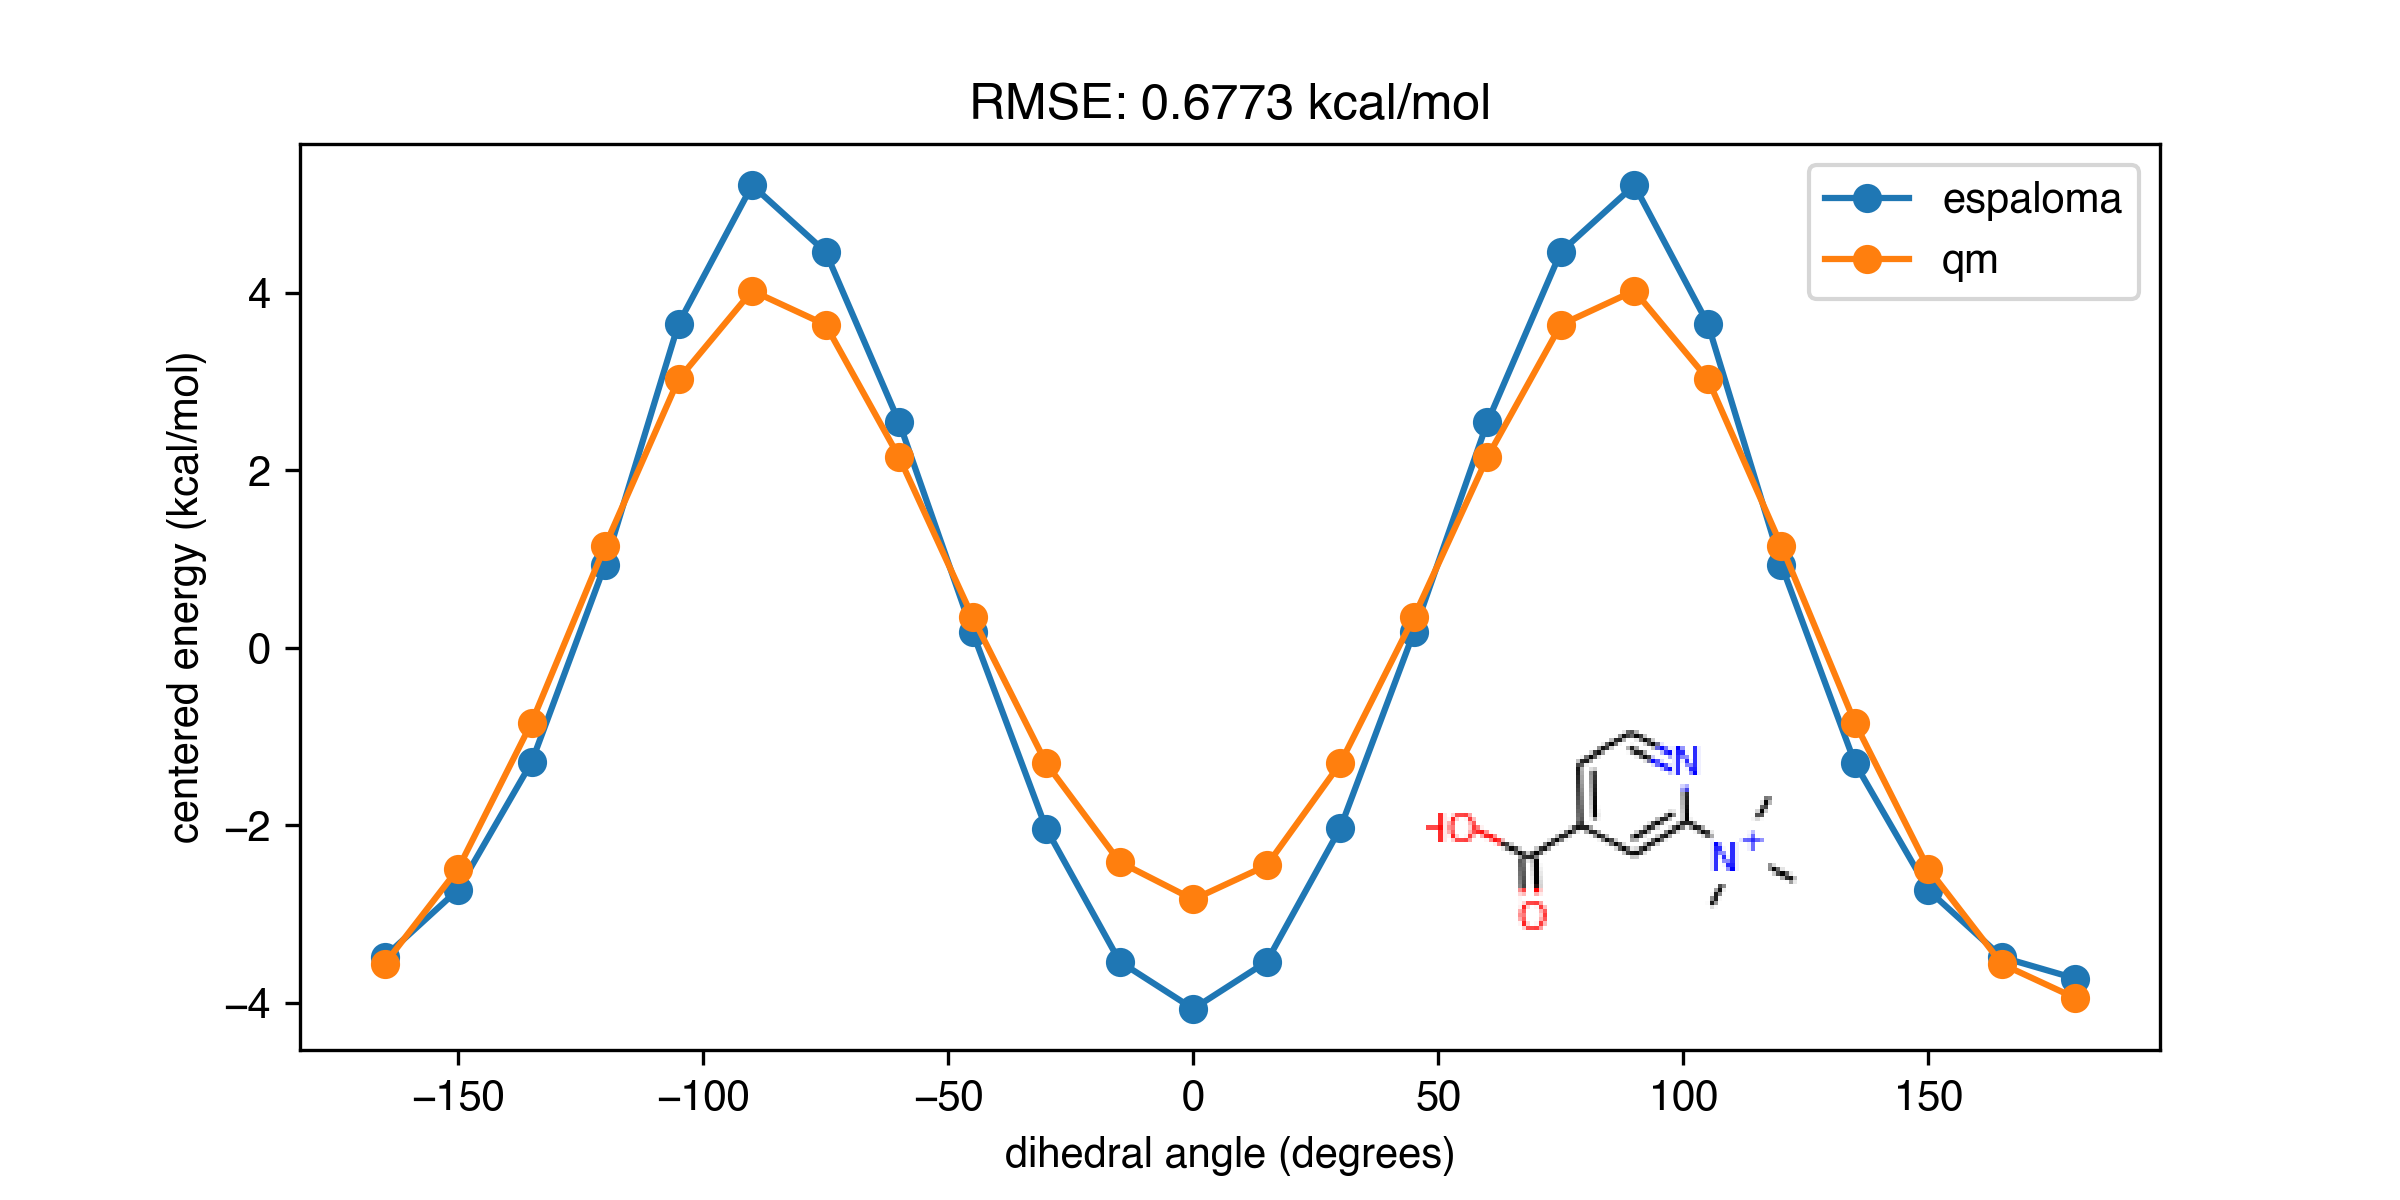 RMSE: 0.6773 kcal/mol
espaloma
qm
centered energy (kcal/mol)
4
2
0
−2
−4
N
HO
N+
O
−150
−100
−50
0
50
100
150
dihedral angle (degrees)